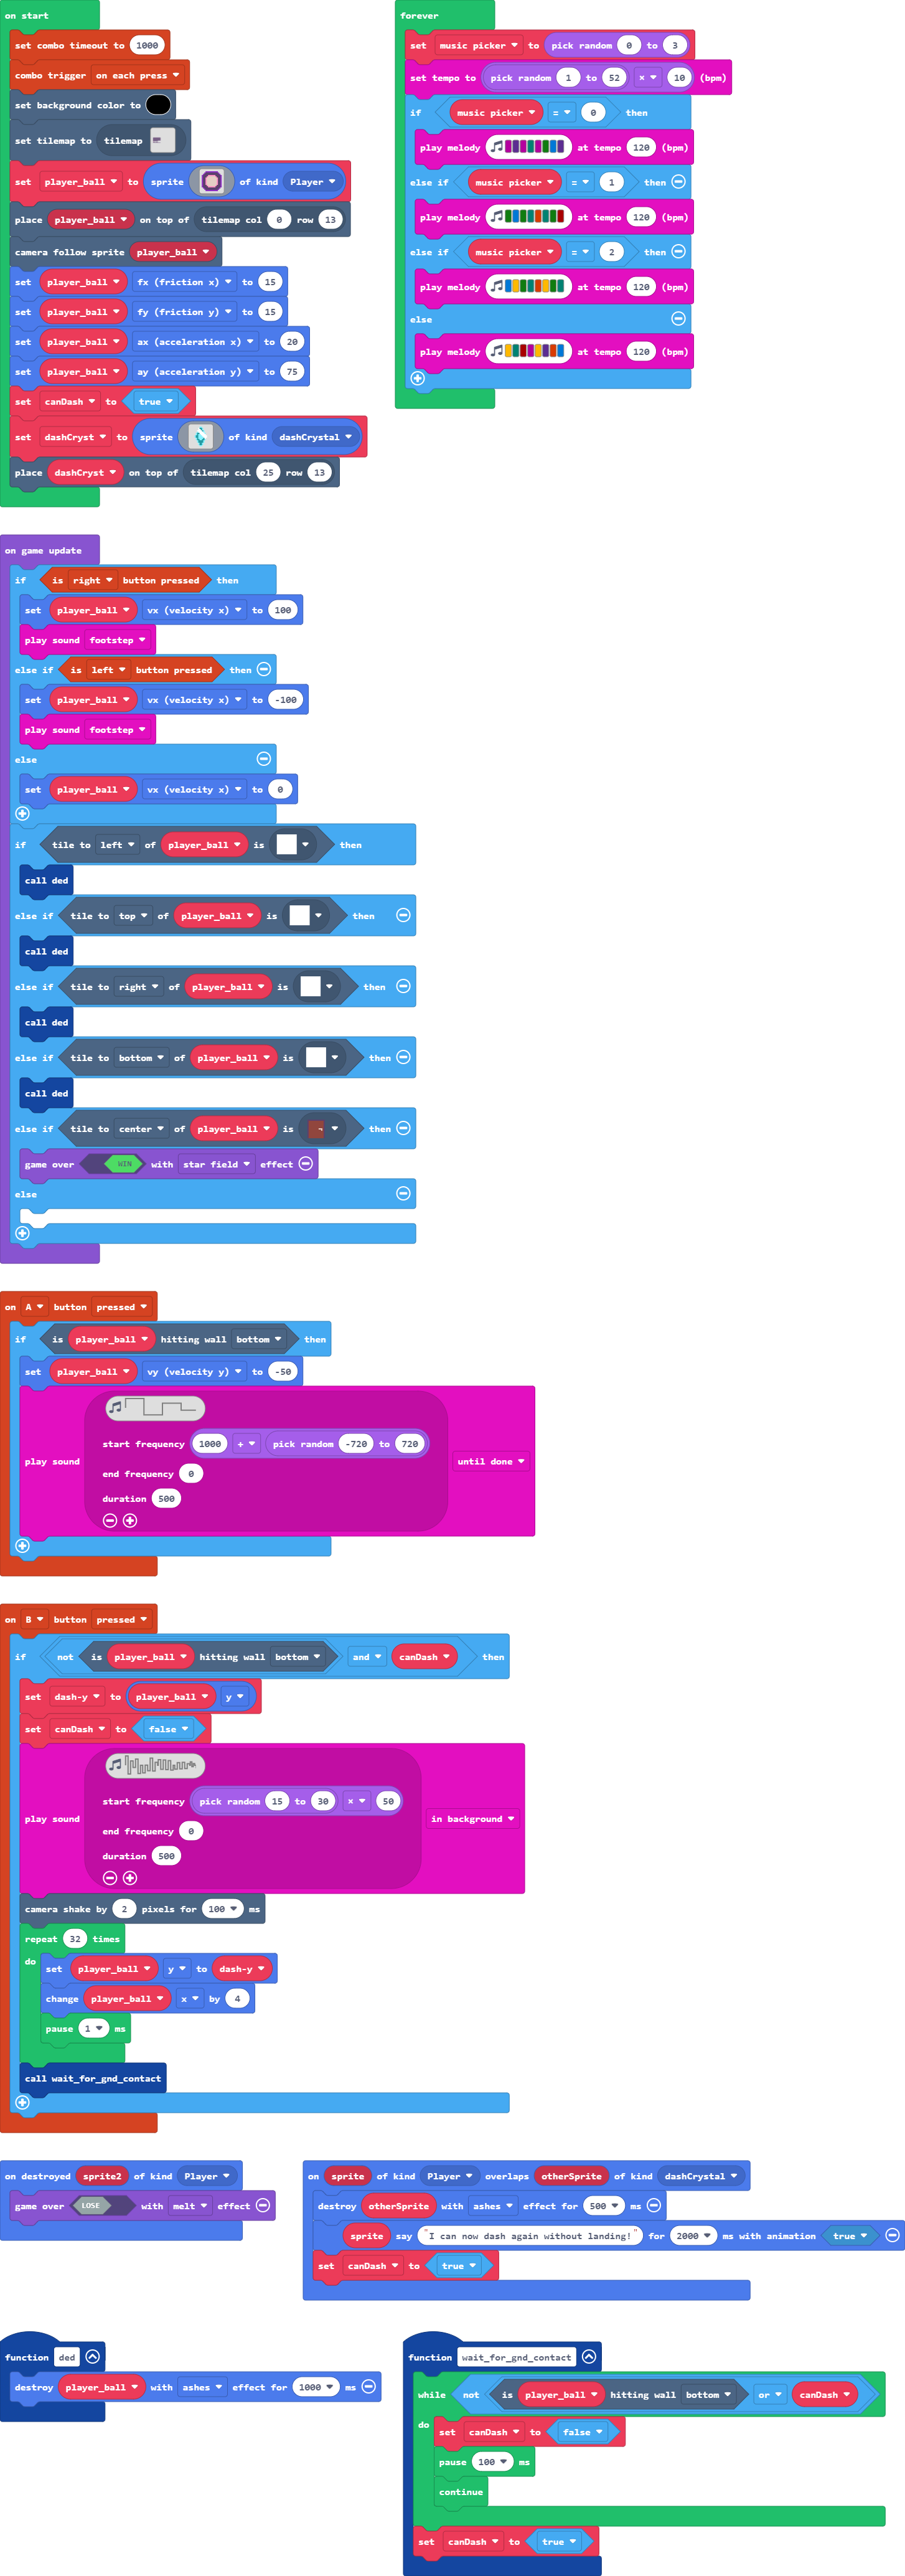 on start
set combo timeout to 1000
combo trigger on each press
set background color to
set tilemap to tilemap
set player_ball to sprite of kind Player
place player_ball on top of tilemap col 0 row 13
camera follow sprite player_ball
set player_ball fx (friction x) to 15
set player_ball fy (friction y) to 15
set player_ball ax (acceleration x) to 20
set player_ball ay (acceleration y) to 75
set canDash to true
set dashCryst to sprite of kind dashCrystal
place dashCryst on top of tilemap col 25 row 13
forever
set music picker to pick random 0 to 3
set tempo to pick random 1 to 52 × 10 (bpm)
if music picker = 0 then
play melody at tempo 120 (bpm)
else if music picker = 1 then
play melody at tempo 120 (bpm)
else if music picker = 2 then
play melody at tempo 120 (bpm)
else
play melody at tempo 120 (bpm)
on game update
if is right button pressed then
set player_ball vx (velocity x) to 100
play sound footstep
else if is left button pressed then
set player_ball vx (velocity x) to -100
play sound footstep
else
set player_ball vx (velocity x) to 0
if tile to left of player_ball is then
call ded
else if tile to top of player_ball is then
call ded
else if tile to right of player_ball is then
call ded
else if tile to bottom of player_ball is then
call ded
else if tile to center of player_ball is then
game over WIN with star field effect
else
on A button pressed
if is player_ball hitting wall bottom then
set player_ball vy (velocity y) to -50
start frequency 1000 + pick random -720 to 720
play sound until done
end frequency 0
duration 500
on B button pressed
if not is player_ball hitting wall bottom and canDash then
set dash-y to player_ball y
set canDash to false
start frequency pick random 15 to 30 × 50
play sound in background
end frequency 0
duration 500
camera shake by 2 pixels for 100 ms
repeat 32 times
do set player_ball y to dash-y
change player_ball x by 4
pause 1 ms
call wait_for_gnd_contact
on destroyed sprite2 of kind Player
game over LOSE with melt effect
on sprite of kind Player overlaps otherSprite of kind dashCrystal
destroy otherSprite with ashes effect for 500 ms
sprite say "I can now dash again without landing!" for 2000 ms with animation true
set canDash to true
function ded
destroy player_ball with ashes effect for 1000 ms
function wait_for_gnd_contact
while not is player_ball hitting wall bottom or canDash
do set canDash to false
pause 100 ms
continue
set canDash to true